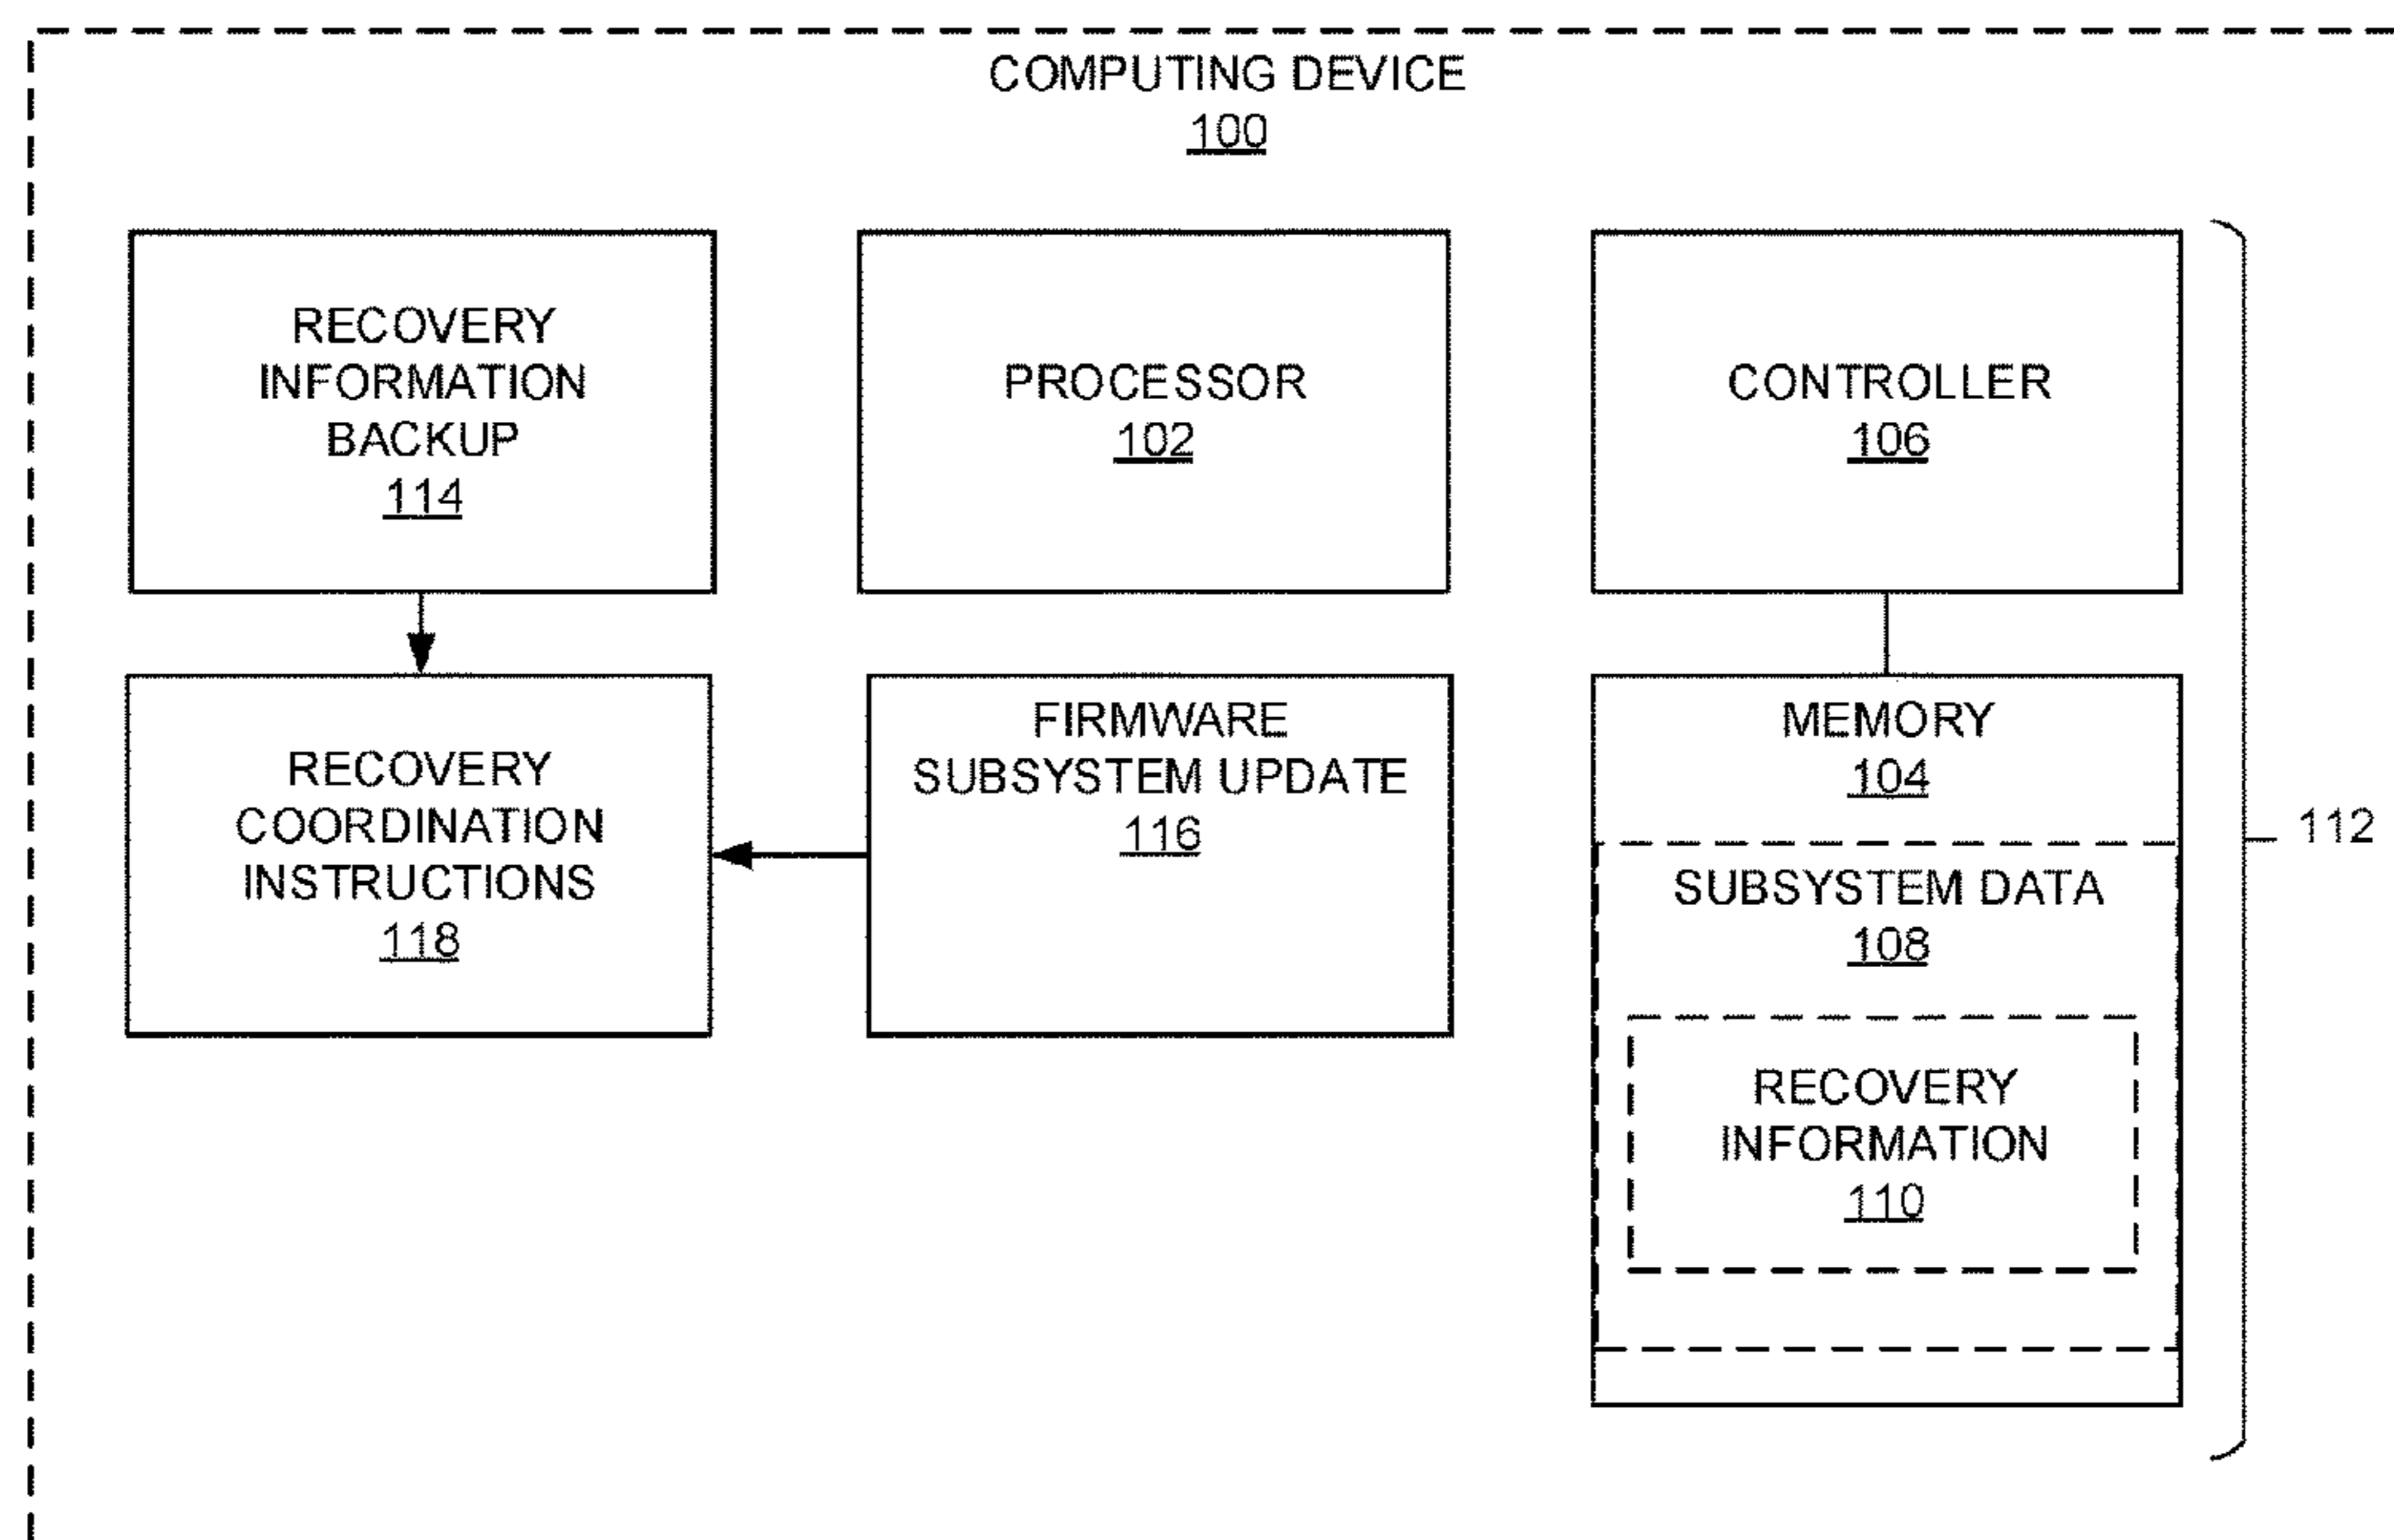 COMPUTING DEVICE
100
RECOVERY
INFORMATION
BACKUP
114
PROCESSOR
102
CONTROLLER
106
RECOVERY
COORDINATION
INSTRUCTIONS
118
FIRMWARE
SUBSYSTEM UPDATE
116
MEMORY
104
SUBSYSTEM DATA
108
RECOVERY
INFORMATION
110
112